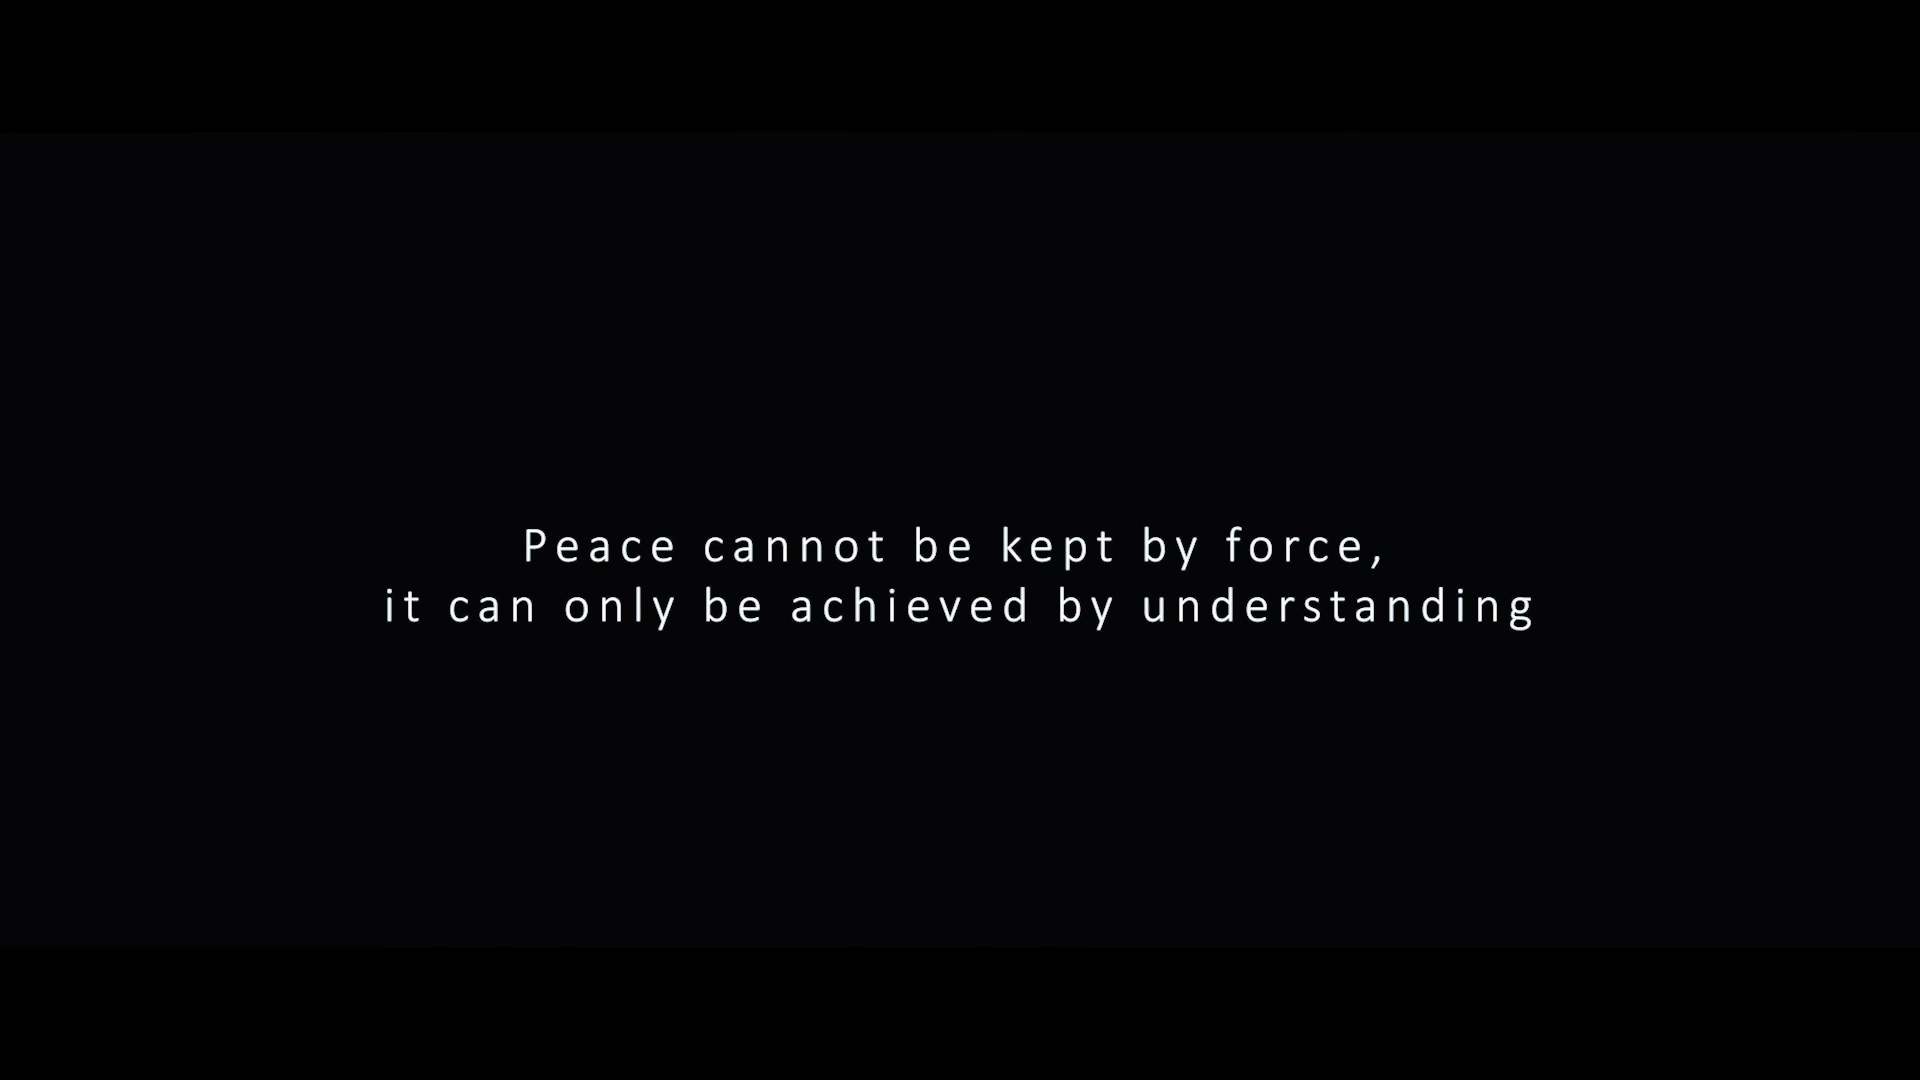 Peace cannot be kept by force,
it can only be achieved by understanding